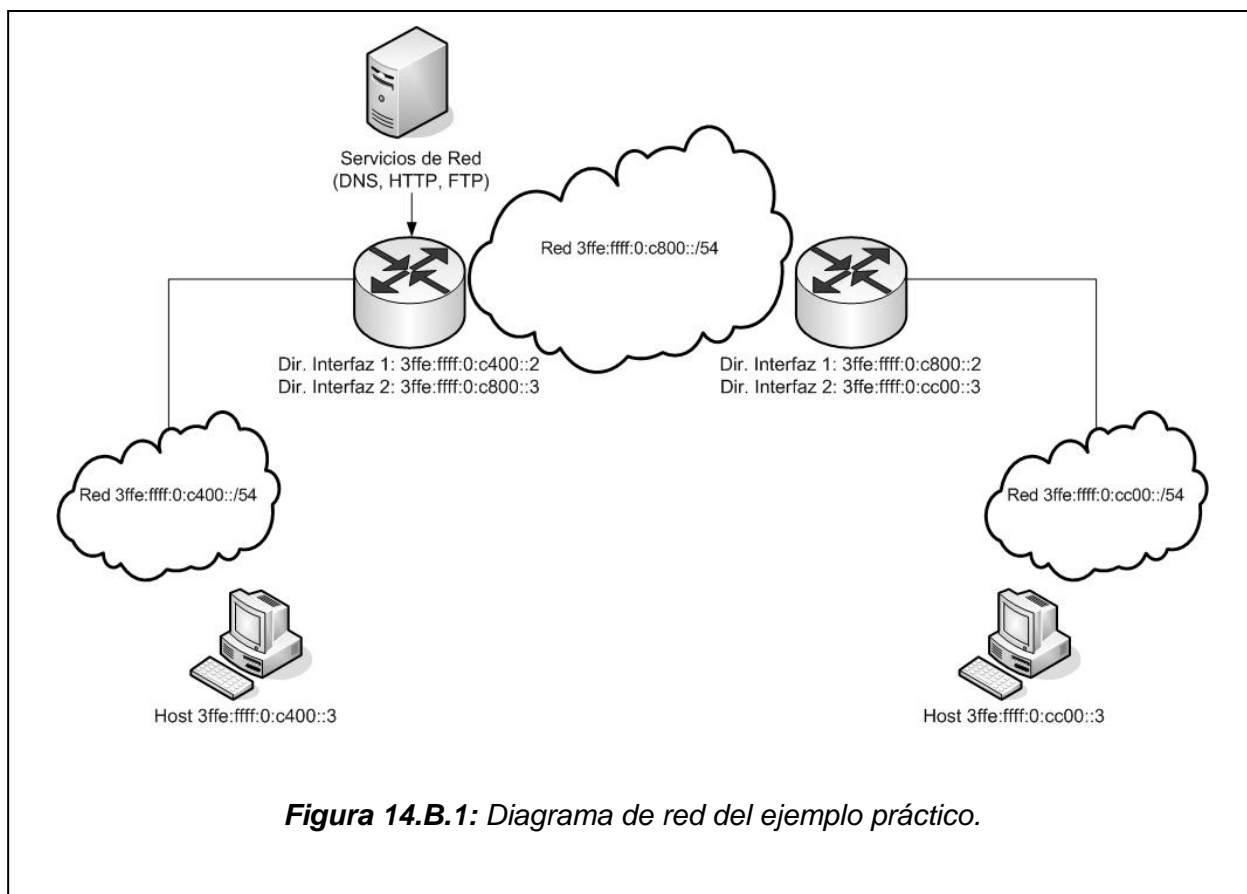 Servicios de Red
(DNS, HTTP, FTP)
Red 3ffe:ffff:0:c800::/54
Dir. Interfaz 1: 3ffe:ffff:0:c400::2
Dir. Interfaz 2: 3ffe:ffff:0:c800::3
Dir. Interfaz 1: 3ffe:ffff:0:c800::2
Dir. Interfaz 2: 3ffe:ffff:0:cc00::3
Red 3ffe:ffff:0:c400::/54
Red 3ffe:ffff:0:cc00::/54
Host 3ffe:ffff:0:c400::3
Host 3ffe:ffff:0:cc00::3
Figura 14.B.1: Diagrama de red del ejemplo práctico.